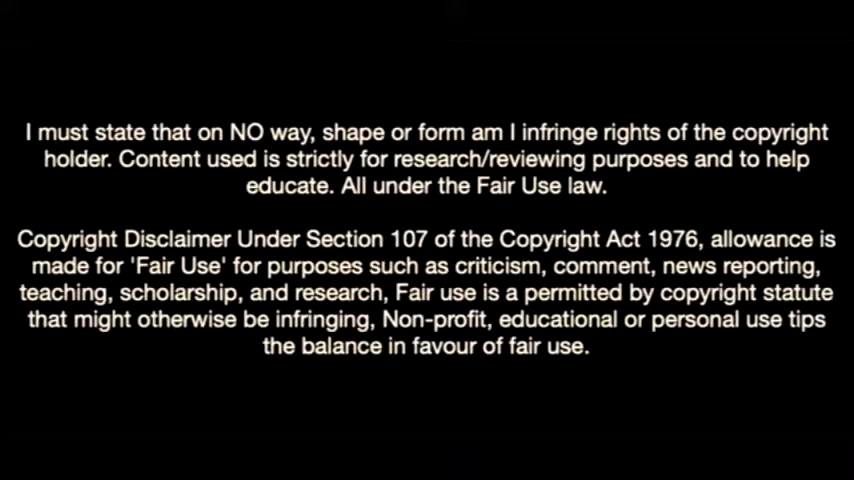 I must state that on NO way, shape or form am I infringe rights of the copyright
holder. Content used is strictly for research/reviewing purposes and to help
educate. All under the Fair Use law.
Copyright Disclaimer Under Section 107 of the Copyright Act 1976, allowance is
made for 'Fair Use' for purposes such as criticism, comment, news reporting,
teaching, scholarship, and research, Fair use is a permitted by copyright statute
that might otherwise be infringing, Non-profit, educational or personal use tips
the balance in favour of fair use.